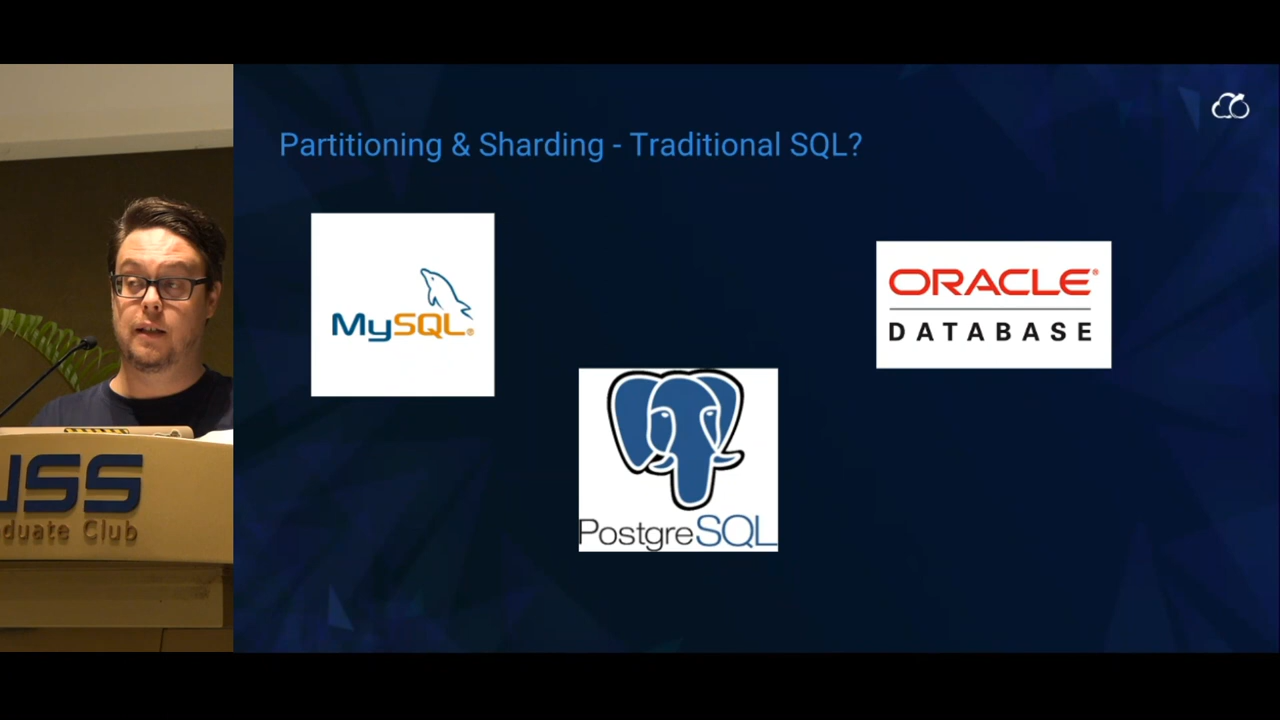 Partitioning & Sharding - Traditional SQL?
MySQL®
ORACLE®
DATABASE
PostgreSQL
USS
duate Club